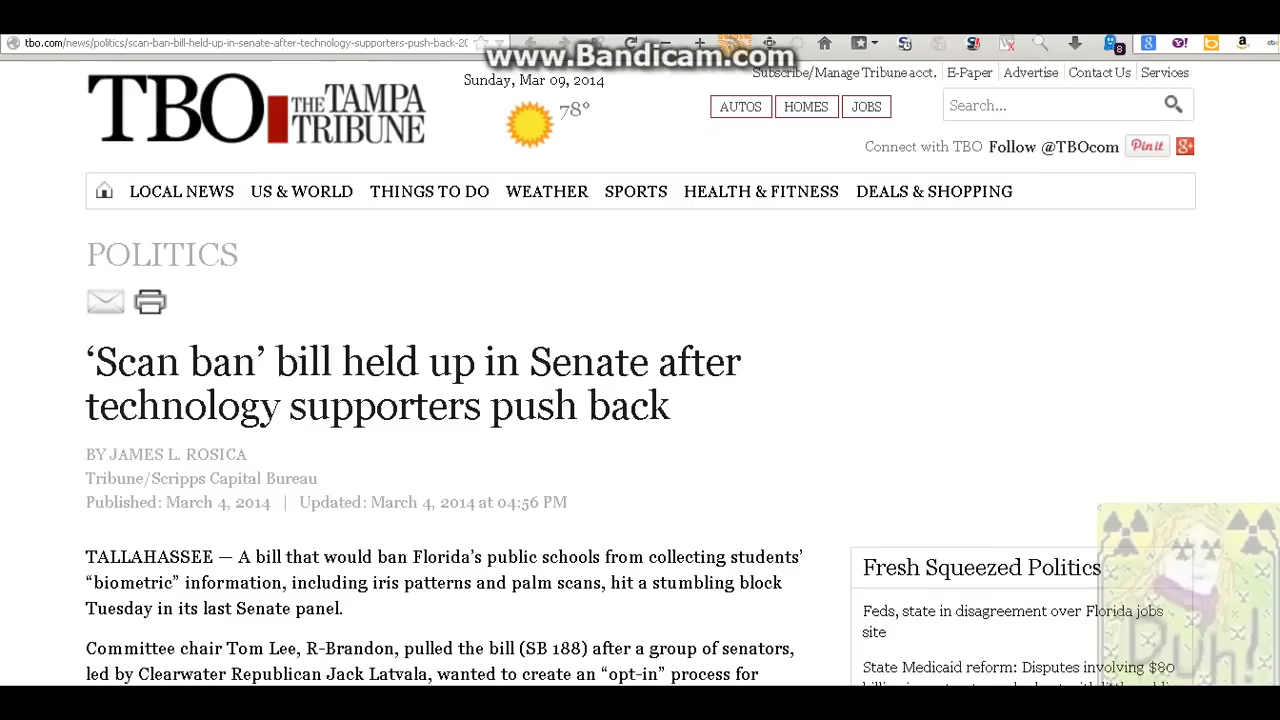 tbo.com/news/politics/scan-ban-bill-held-up-in-senate-after-technology-supporters-push-back-20
www.Bandicam.com
8
TBO THE TAMPA TRIBUNE
Sunday, Mar 09, 2014
78°
Subscribe/Manage Tribune acct. E-Paper Advertise Contact Us Services
AUTOS HOMES JOBS
Search...
Connect with TBO Follow @TBOcom Pin it
LOCAL NEWS US & WORLD THINGS TO DO WEATHER SPORTS HEALTH & FITNESS DEALS & SHOPPING
POLITICS
‘Scan ban’ bill held up in Senate after
technology supporters push back
BY JAMES L. ROSICA
Tribune/Scripps Capital Bureau
Published: March 4, 2014 | Updated: March 4, 2014 at 04:56 PM
TALLAHASSEE — A bill that would ban Florida’s public schools from collecting students’
“biometric” information, including iris patterns and palm scans, hit a stumbling block
Tuesday in its last Senate panel.
Committee chair Tom Lee, R-Brandon, pulled the bill (SB 188) after a group of senators,
led by Clearwater Republican Jack Latvala, wanted to create an “opt-in” process for
Fresh Squeezed Politics
Feds, state in disagreement over Florida jobs
site
State Medicaid reform: Disputes involving $80
Duh!